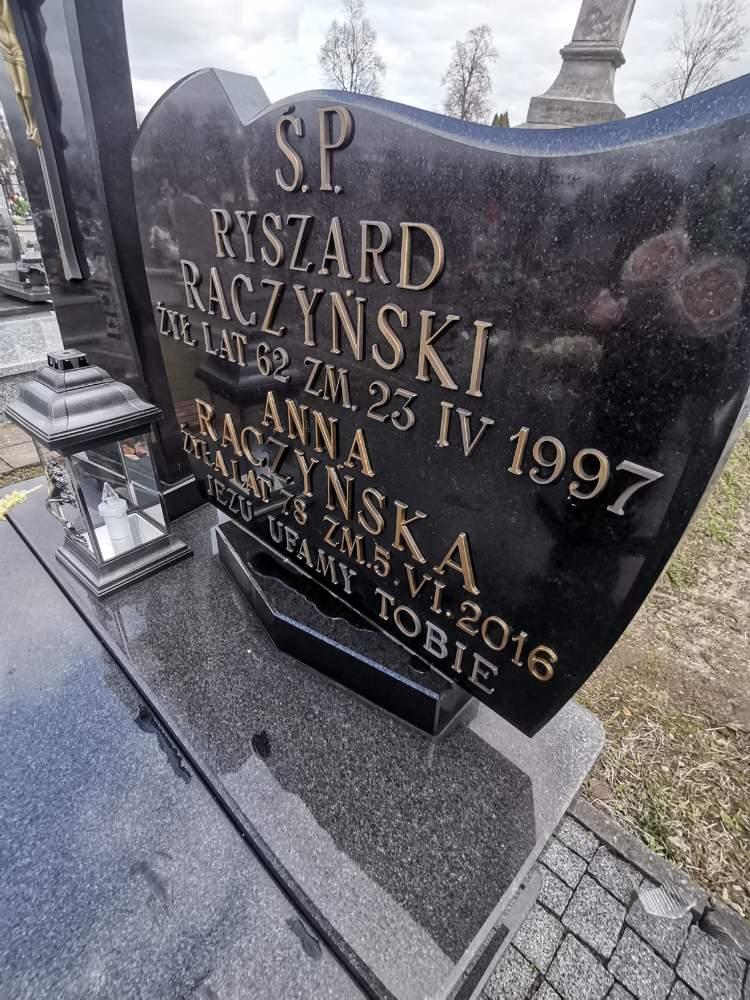 Ś.P.
RYSZARD
RACZYŃSKI
ŻYŁ LAT 62 ZM. 23 IV 1997
ANNA
RACZYŃSKA
ŻYŁA LAT 78 ZM.5.VI.2016
JEZU UFAMY TOBIE